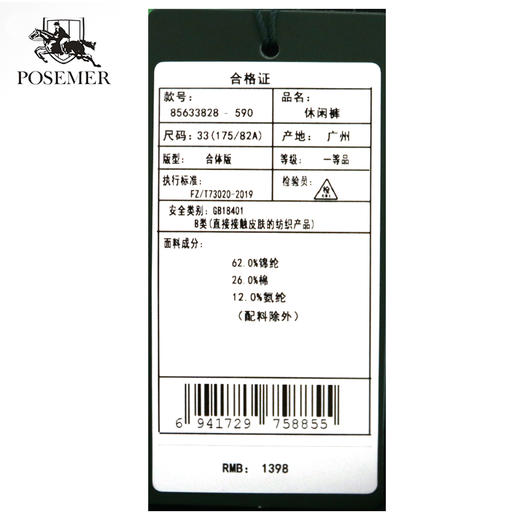 POSEMER
合格证
款号:
85633828 - 590
品名:
休闲裤
尺码: 33(175/82A)
产地: 广州
版型: 合体版
等级: 一等品
执行标准:
FZ/T73020-2019
检验员:
检
安全类别: GB18401
B类(直接接触皮肤的纺织产品)
面料成分:
62.0%锦纶
26.0%棉
12.0%氨纶
(配料除外)
6 941729 758855
RMB: 1398